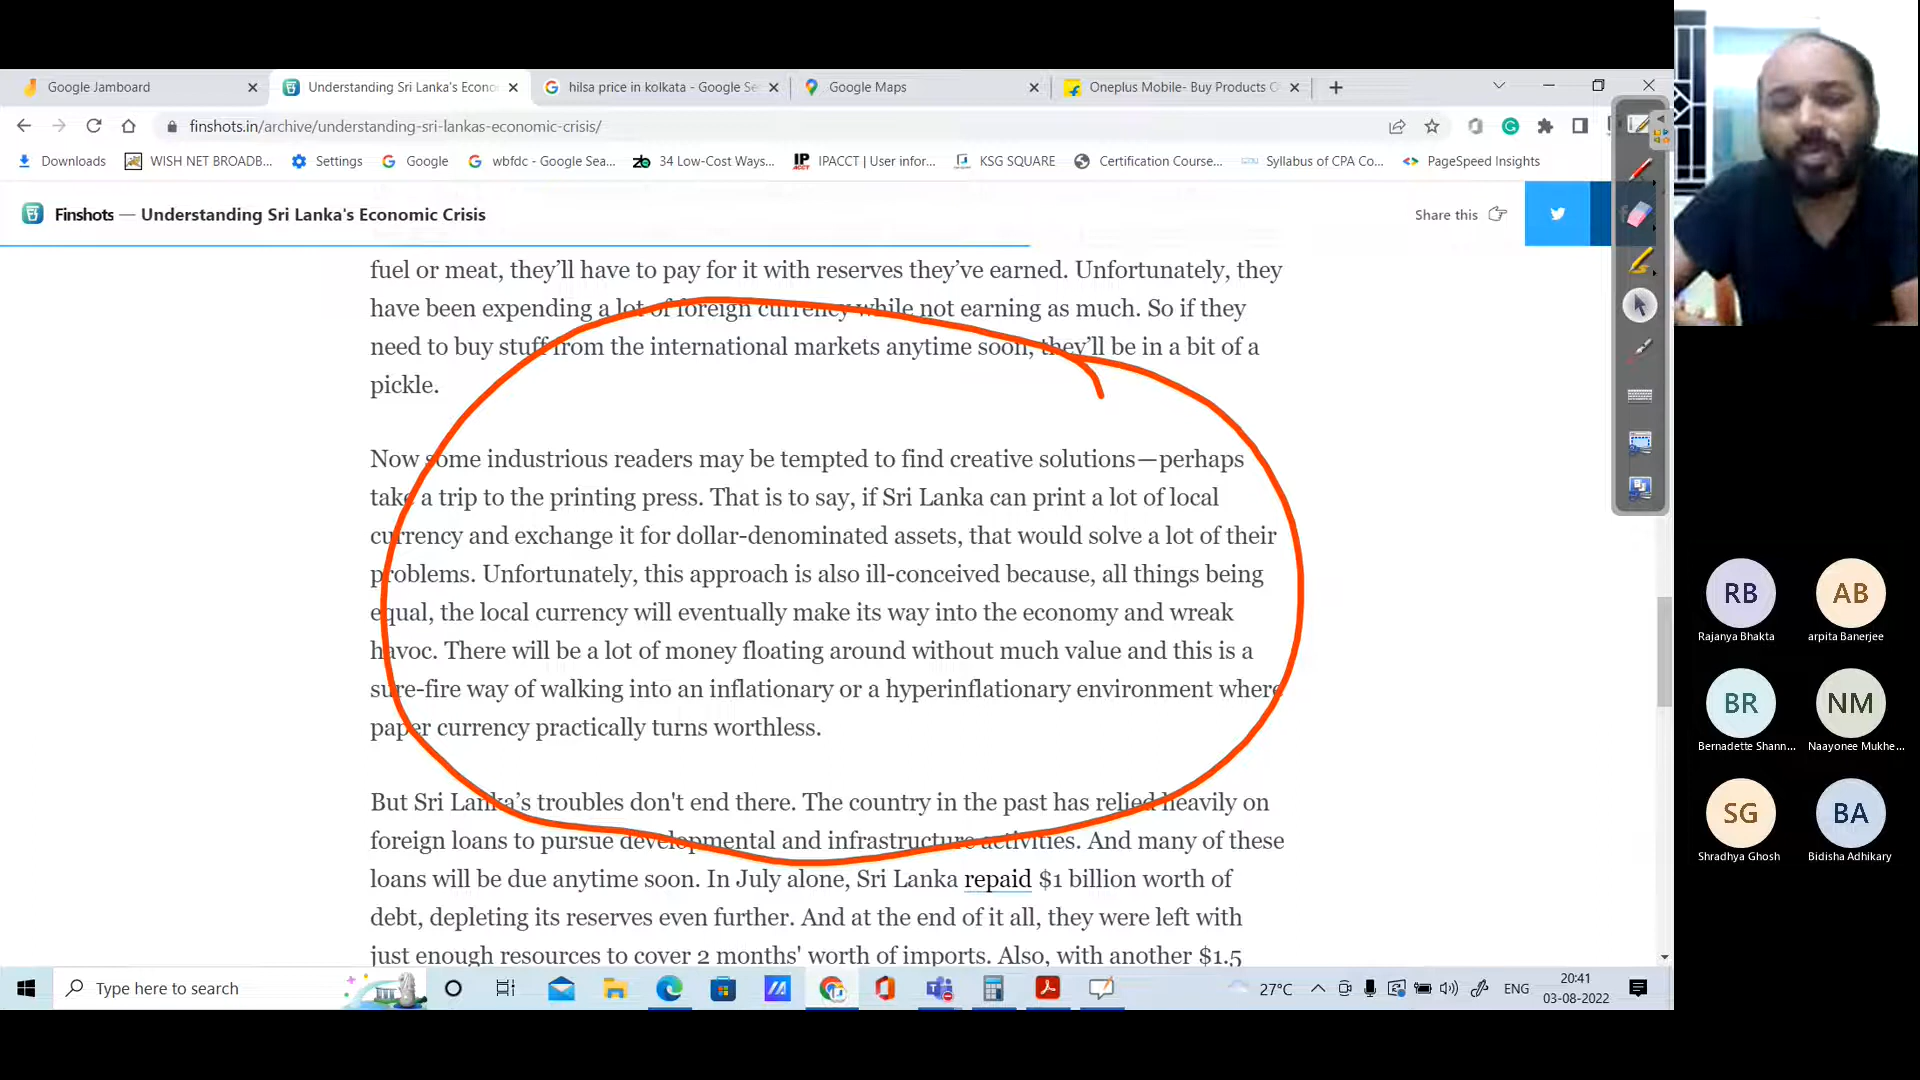 Google Jamboard
Understanding Sri Lanka's Econo
hilsa price in kolkata - Google Se
Google Maps
Oneplus Mobile- Buy Products O
finshots.in/archive/understanding-sri-lankas-economic-crisis/
Downloads
WISH NET BROADB...
Settings
Google
wbfdc - Google Sea...
34 Low-Cost Ways...
IPACCT | User infor...
KSG SQUARE
Certification Course...
Syllabus of CPA Co...
PageSpeed Insights
Finshots — Understanding Sri Lanka's Economic Crisis
Share this
fuel or meat, they’ll have to pay for it with reserves they’ve earned. Unfortunately, they
have been expending a lot of foreign currency while not earning as much. So if they
need to buy stuff from the international markets anytime soon, they’ll be in a bit of a
pickle.
Now some industrious readers may be tempted to find creative solutions—perhaps
take a trip to the printing press. That is to say, if Sri Lanka can print a lot of local
currency and exchange it for dollar-denominated assets, that would solve a lot of their
problems. Unfortunately, this approach is also ill-conceived because, all things being
equal, the local currency will eventually make its way into the economy and wreak
havoc. There will be a lot of money floating around without much value and this is a
sure-fire way of walking into an inflationary or a hyperinflationary environment where
paper currency practically turns worthless.
But Sri Lanka’s troubles don't end there. The country in the past has relied heavily on
foreign loans to pursue developmental and infrastructure activities. And many of these
loans will be due anytime soon. In July alone, Sri Lanka repaid $1 billion worth of
debt, depleting its reserves even further. And at the end of it all, they were left with
just enough resources to cover 2 months' worth of imports. Also, with another $1.5
RB
Rajanya Bhakta
AB
arpita Banerjee
BR
Bernadette Shann...
NM
Naayonee Mukhe...
SG
Shradhya Ghosh
BA
Bidisha Adhikary
Type here to search
27°C
ENG
20:41
03-08-2022